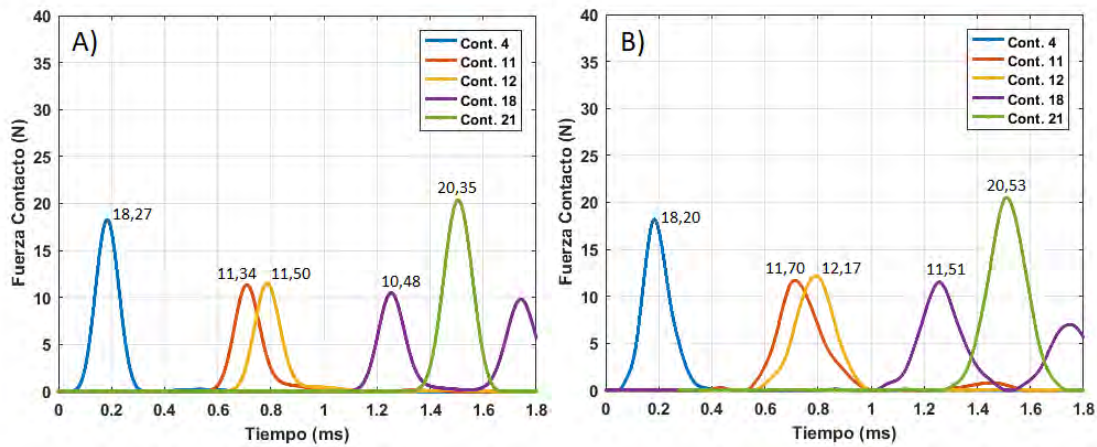 A)
Cont. 4
Cont. 11
Cont. 12
Cont. 18
Cont. 21
Fuerza Contacto (N)
40
35
30
25
20
15
10
5
0
18,27
11,34
11,50
10,48
20,35
0 0.2 0.4 0.6 0.8 1 1.2 1.4 1.6 1.8
Tiempo (ms)
B)
Cont. 4
Cont. 11
Cont. 12
Cont. 18
Cont. 21
Fuerza Contacto (N)
40
35
30
25
20
15
10
5
0
18,20
11,70
12,17
11,51
20,53
0 0.2 0.4 0.6 0.8 1 1.2 1.4 1.6 1.8
Tiempo (ms)